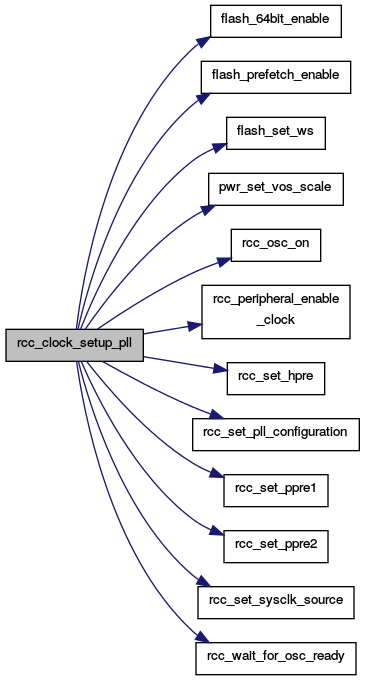 flash_64bit_enable
flash_prefetch_enable
flash_set_ws
pwr_set_vos_scale
rcc_osc_on
rcc_peripheral_enable
_clock
rcc_clock_setup_pll
rcc_set_hpre
rcc_set_pll_configuration
rcc_set_ppre1
rcc_set_ppre2
rcc_set_sysclk_source
rcc_wait_for_osc_ready